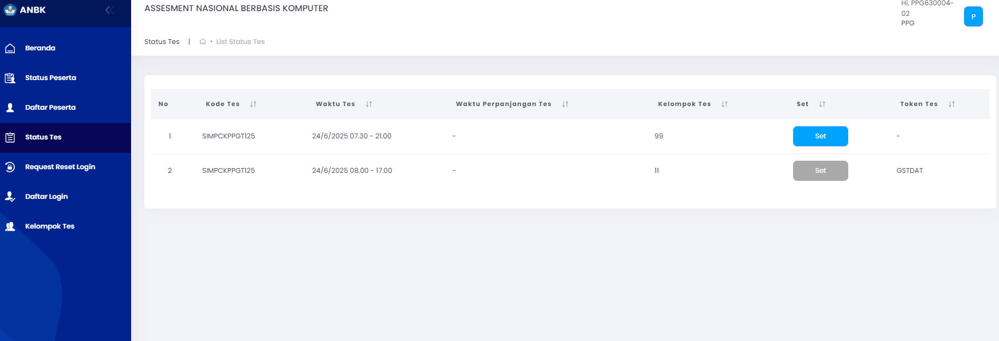 ANBK
ASSESMENT NASIONAL BERBASIS KOMPUTER
Hi, PPG630004-
02
PPG
P
Status Tes | • List Status Tes
Beranda
Status Peserta
Daftar Peserta
Status Tes
Request Reset Login
Daftar Login
Kelompok Tes
No Kode Tes Waktu Tes Waktu Perpanjangan Tes Kelompok Tes Set Token Tes
1 SIMPCKPPGT125 24/6/2025 07.30 - 21.00 - 99 Set -
2 SIMPCKPPGT125 24/6/2025 08.00 - 17.00 - 11 Set GSTDAT